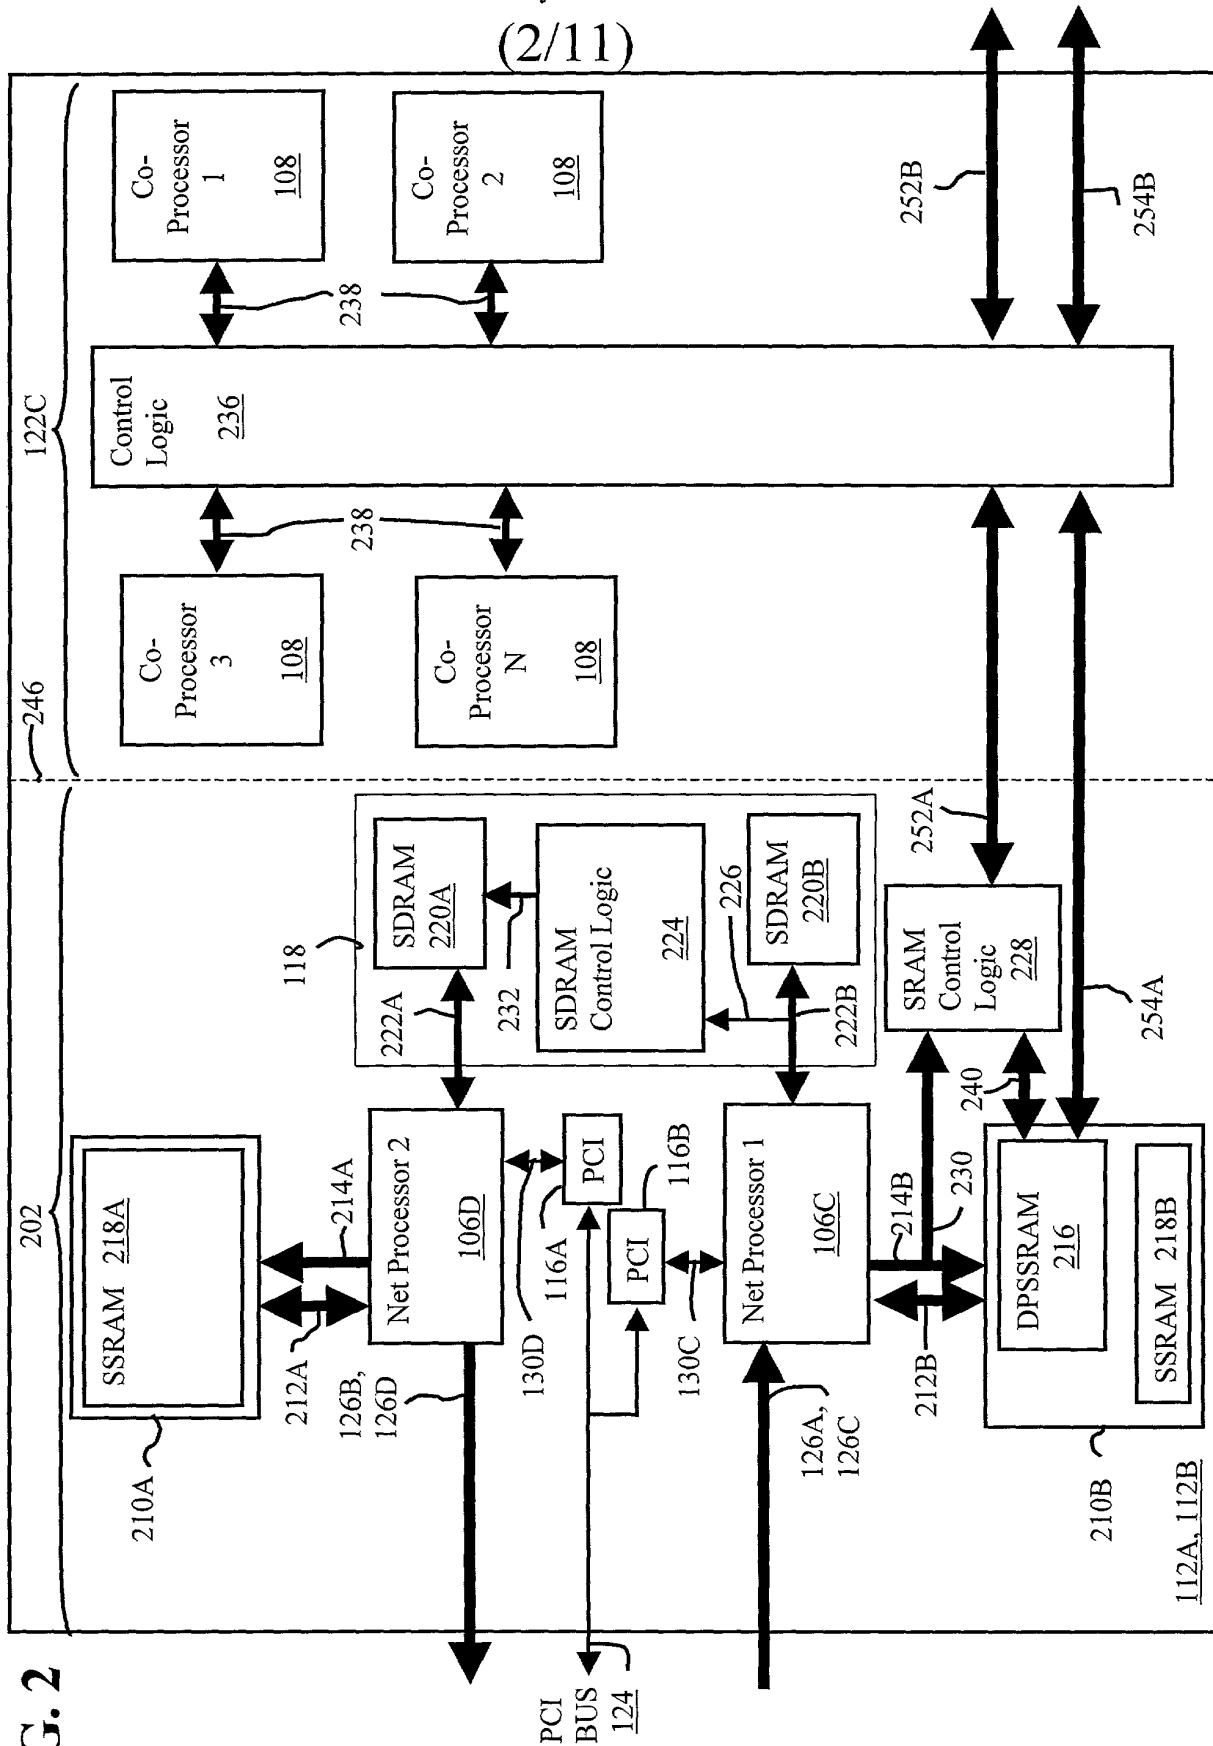 (2/11)
G. 2
202
246
122C
210A
SSRAM 218A
212A
214A
126B,
126D
Net Processor 2
106D
222A
118
SDRAM
220A
232
SDRAM
Control Logic
224
226
SDRAM
220B
222B
130D
116A
PCI
PCI
116B
130C
PCI
BUS
124
Net Processor 1
106C
126A,
126C
212B
214B
230
240
DPSSRAM
216
SSRAM 218B
210B
112A, 112B
SRAM
Control
Logic
228
252A
254A
Co-
Processor
3
108
Co-
Processor
N
108
238
Control
Logic
236
238
Co-
Processor
1
108
Co-
Processor
2
108
252B
254B